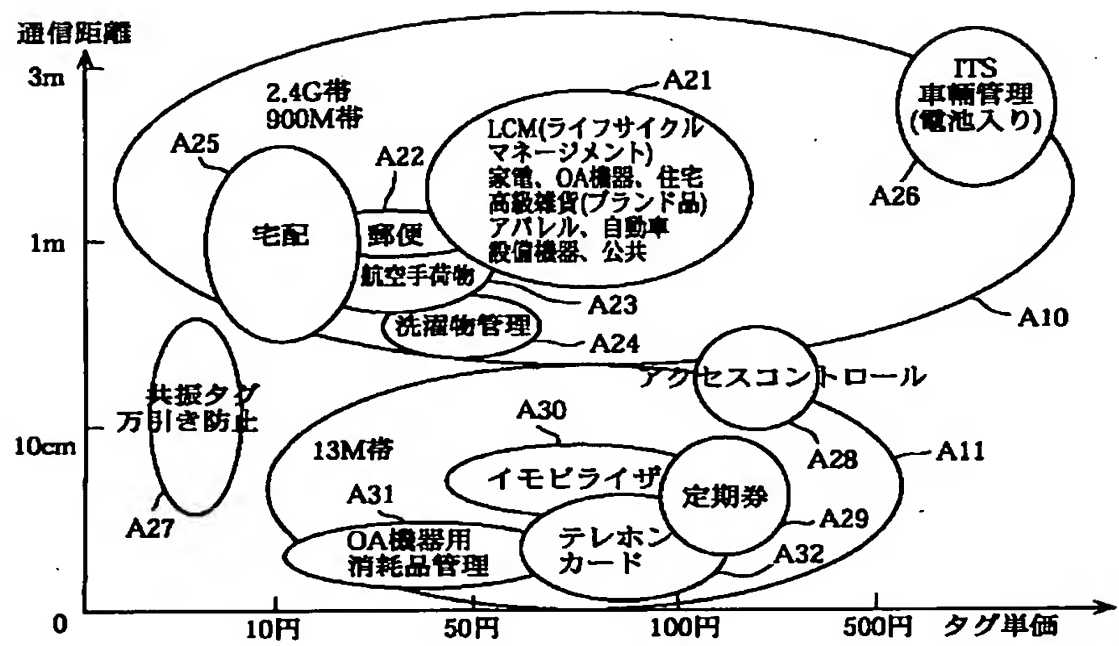 通信距離
3m
1m
10cm
0
10円
50円
100円
500円
タグ単価
2.4G帯
900M帯
A21
LCM(ライフサイクル
マネージメント)
家電、OA機器、住宅
高級雑貨(ブランド品)
アパレル、自動車
設備機器、公共
ITS
車輌管理
(電池入り)
A26
A25
宅配
A22
郵便
航空手荷物
A23
洗濯物管理
A24
A10
共振タグ
万引き防止
A27
アクセスコントロール
A28
A11
13M帯
A30
イモビライザ
定期券
A29
A31
OA機器用
消耗品管理
テレホン
カード
A32